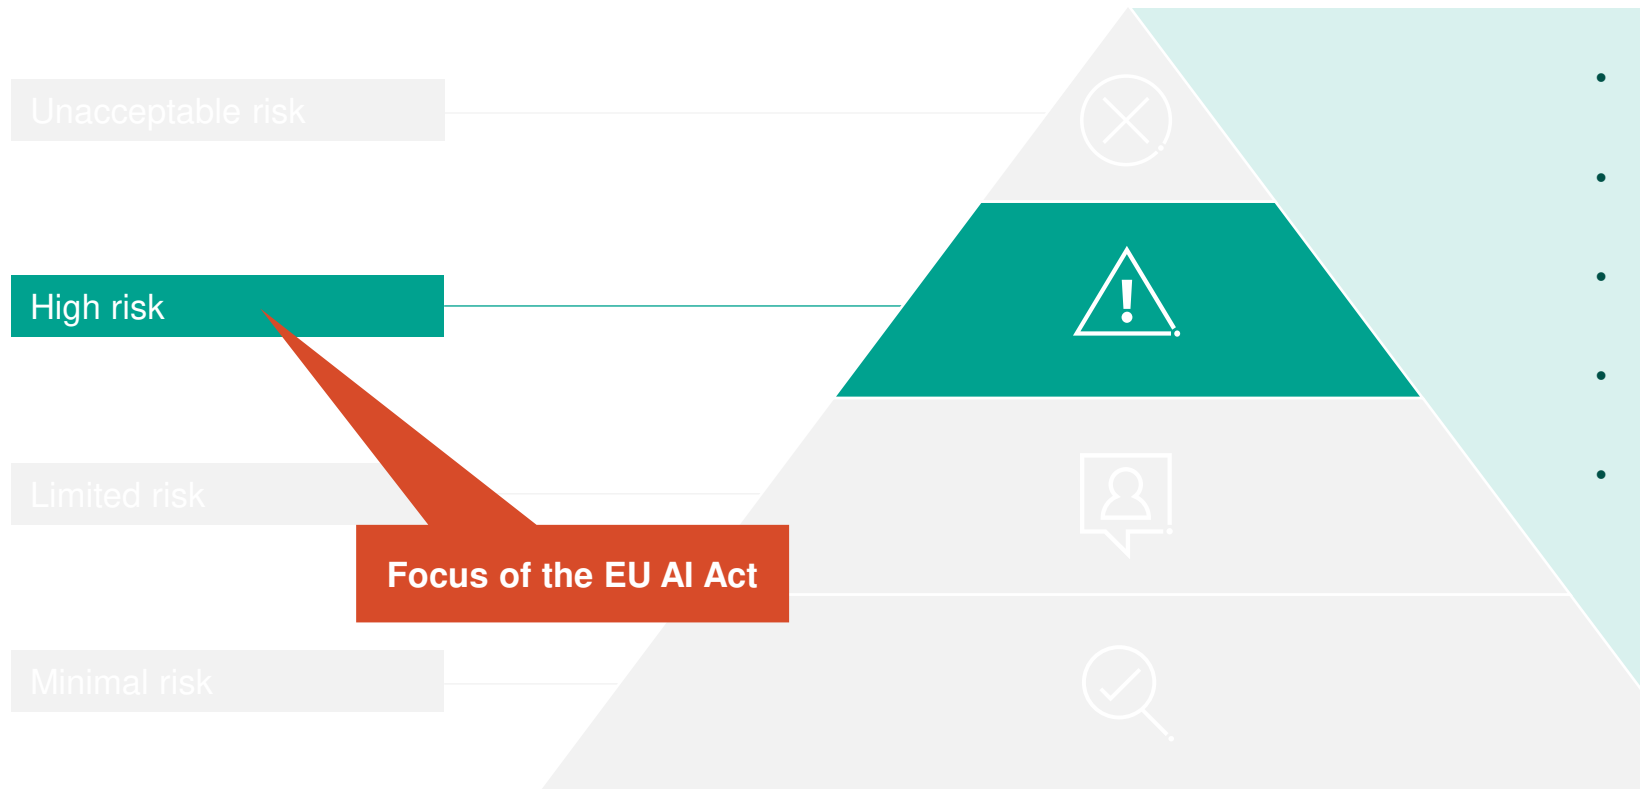 Unacceptable risk
High risk
Limited risk
Focus of the EU AI Act
Minimal risk